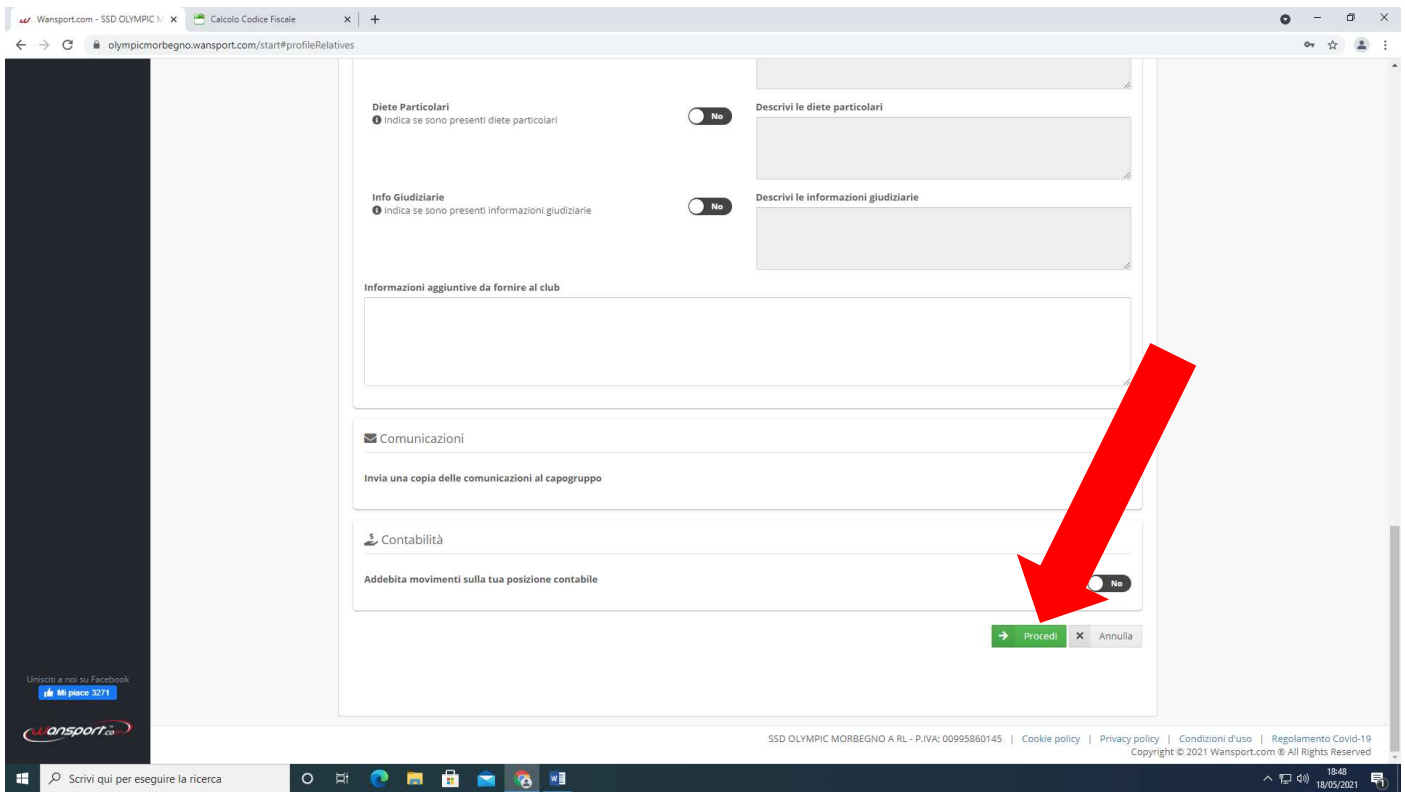 Wansport.com - SSD OLYMPIC M
Calcolo Codice Fiscale
olympicmorbegno.wansport.com/start#profileRelatives
Diete Particolari
Indica se sono presenti diete particolari
No
Descrivi le diete particolari
Info Giudiziarie
Indica se sono presenti informazioni giudiziarie
No
Descrivi le informazioni giudiziarie
Informazioni aggiuntive da fornire al club
Comunicazioni
Invia una copia delle comunicazioni al capogruppo
Contabilità
Addebita movimenti sulla tua posizione contabile
No
Procedi
Annulla
Unisciti a noi su Facebook
Mi piace 3271
wansport.com
SSD OLYMPIC MORBEGNO A RL - P.IVA: 00995860145 | Cookie policy | Privacy policy | Condizioni d'uso | Regolamento Covid-19
Copyright © 2021 Wansport.com ® All Rights Reserved
Scrivi qui per eseguire la ricerca
18:48
18/05/2021
1